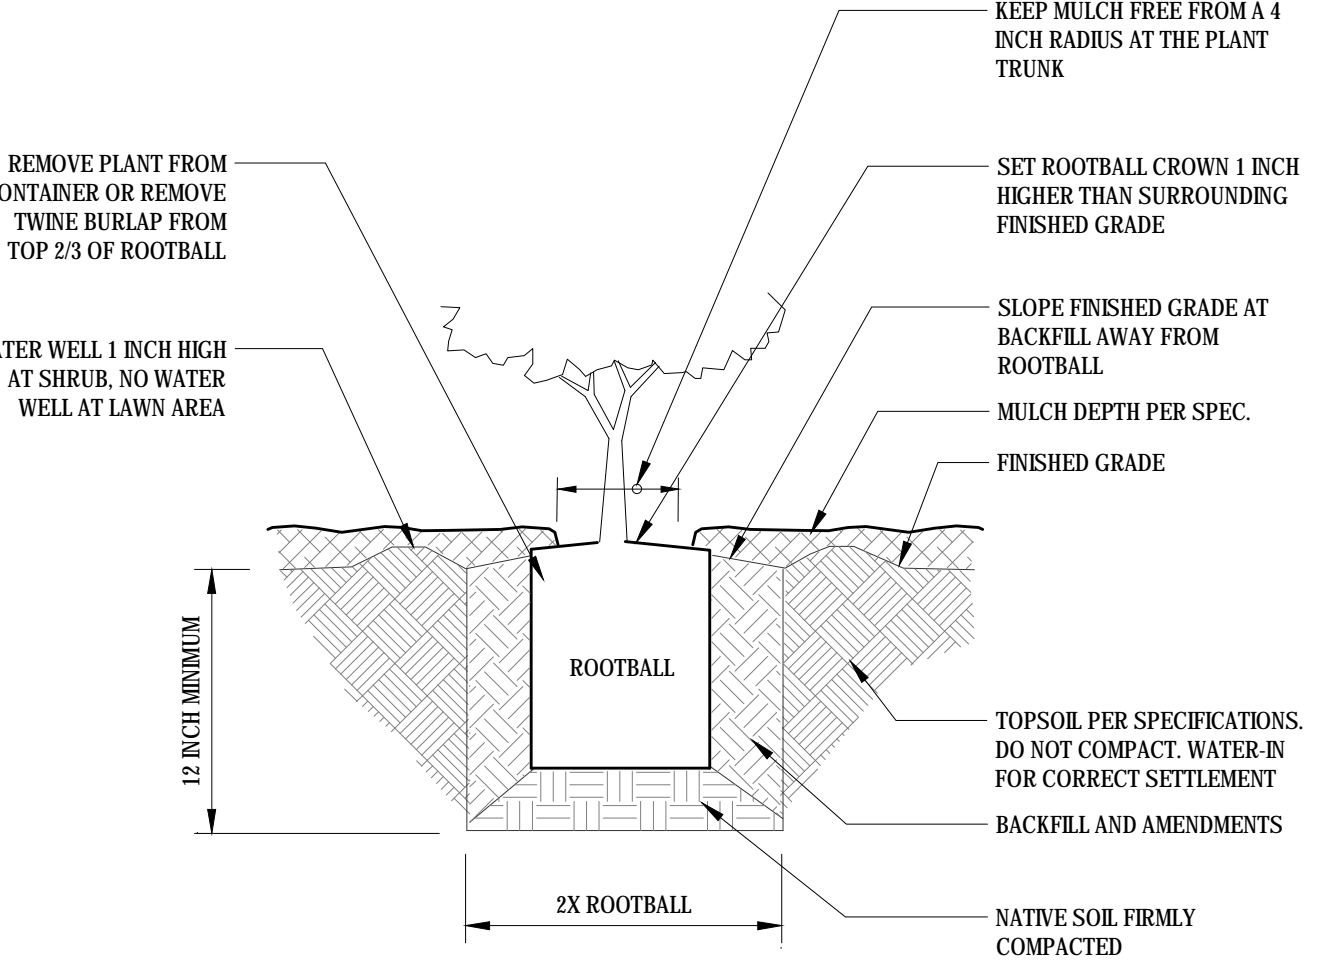 KEEP MULCH FREE FROM A 4
INCH RADIUS AT THE PLANT
TRUNK
REMOVE PLANT FROM
ONTAINER OR REMOVE
TWINE BURLAP FROM
TOP 2/3 OF ROOTBALL
SET ROOTBALL CROWN 1 INCH
HIGHER THAN SURROUNDING
FINISHED GRADE
ATER WELL 1 INCH HIGH
AT SHRUB, NO WATER
WELL AT LAWN AREA
SLOPE FINISHED GRADE AT
BACKFILL AWAY FROM
ROOTBALL
MULCH DEPTH PER SPEC.
FINISHED GRADE
12 INCH MINIMUM
ROOTBALL
TOPSOIL PER SPECIFICATIONS.
DO NOT COMPACT. WATER-IN
FOR CORRECT SETTLEMENT
BACKFILL AND AMENDMENTS
2X ROOTBALL
NATIVE SOIL FIRMLY
COMPACTED